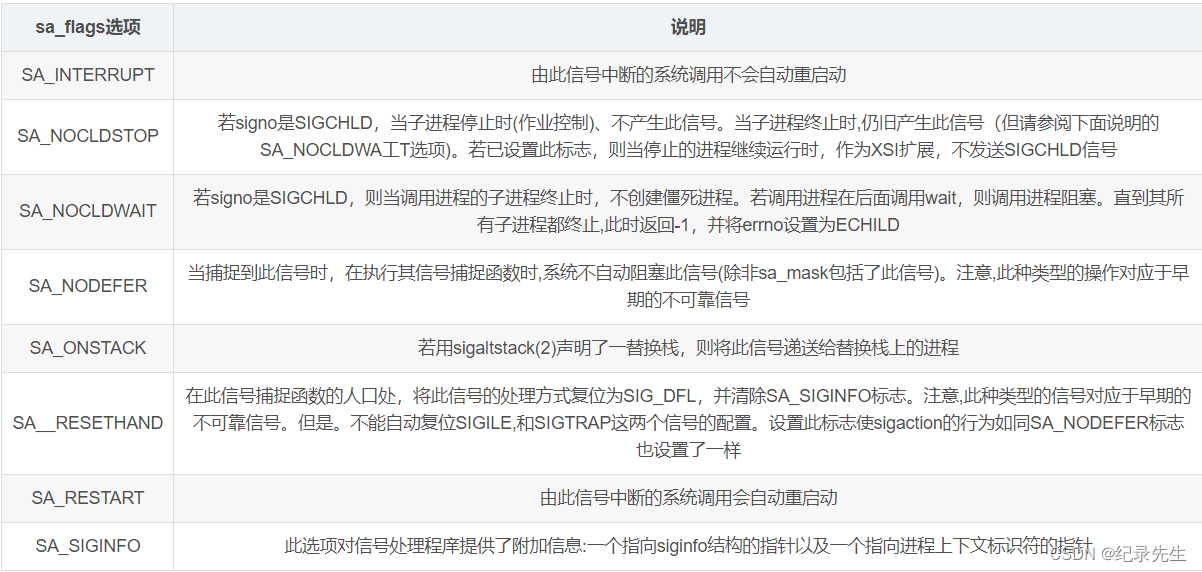 sa_flags选项 说明
SA_INTERRUPT 由此信号中断的系统调用不会自动重启动
SA_NOCLDSTOP 若signo是SIGCHLD，当子进程停止时(作业控制)、不产生此信号。当子进程终止时,仍旧产生此信号（但请参阅下面说明的
SA_NOCLDWA工T选项)。若已设置此标志，则当停止的进程继续运行时，作为XSI扩展，不发送SIGCHLD信号
SA_NOCLDWAIT 若signo是SIGCHLD，则当调用进程的子进程终止时，不创建僵死进程。若调用进程在后面调用wait，则调用进程阻塞。直到其所
有子进程都终止,此时返回-1，并将errno设置为ECHILD
SA_NODEFER 当捕捉到此信号时，在执行其信号捕捉函数时,系统不自动阻塞此信号(除非sa_mask包括了此信号)。注意,此种类型的操作对应于早
期的不可靠信号
SA_ONSTACK 若用sigaltstack(2)声明了一替换栈，则将此信号递送给替换栈上的进程
SA__RESETHAND 在此信号捕捉函数的人口处，将此信号的处理方式复位为SIG_DFL，并清除SA_SIGINFO标志。注意,此种类型的信号对应于早期的
不可靠信号。但是。不能自动复位SIGILE,和SIGTRAP这两个信号的配置。设置此标志使sigaction的行为如同SA_NODEFER标志
也设置了一样
SA_RESTART 由此信号中断的系统调用会自动重启动
SA_SIGINFO 此选项对信号处理程库提供了附加信息:一个指向siginfo结构的指针以及一个指向进程上下文标识符的指针
CSDN @纪录先生